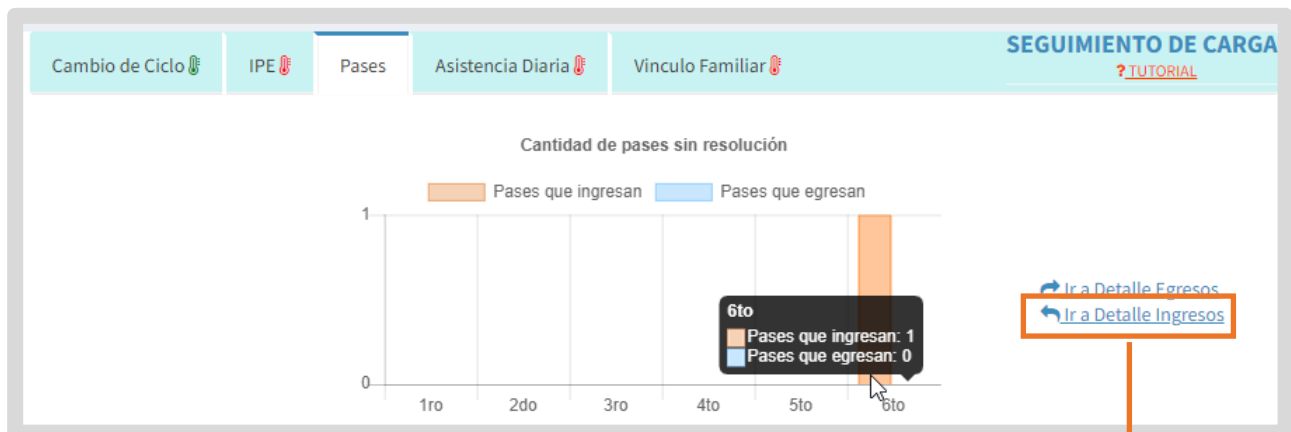 Cambio de Ciclo
IPE
Pases
Asistencia Diaria
Vinculo Familiar
SEGUIMIENTO DE CARGA
? TUTORIAL
Cantidad de pases sin resolución
Pases que ingresan
Pases que egresan
1
0
6to
Pases que ingresan: 1
Pases que egresan: 0
1ro 2do 3ro 4to 5to 6to
Ir a Detalle Egresos
Ir a Detalle Ingresos